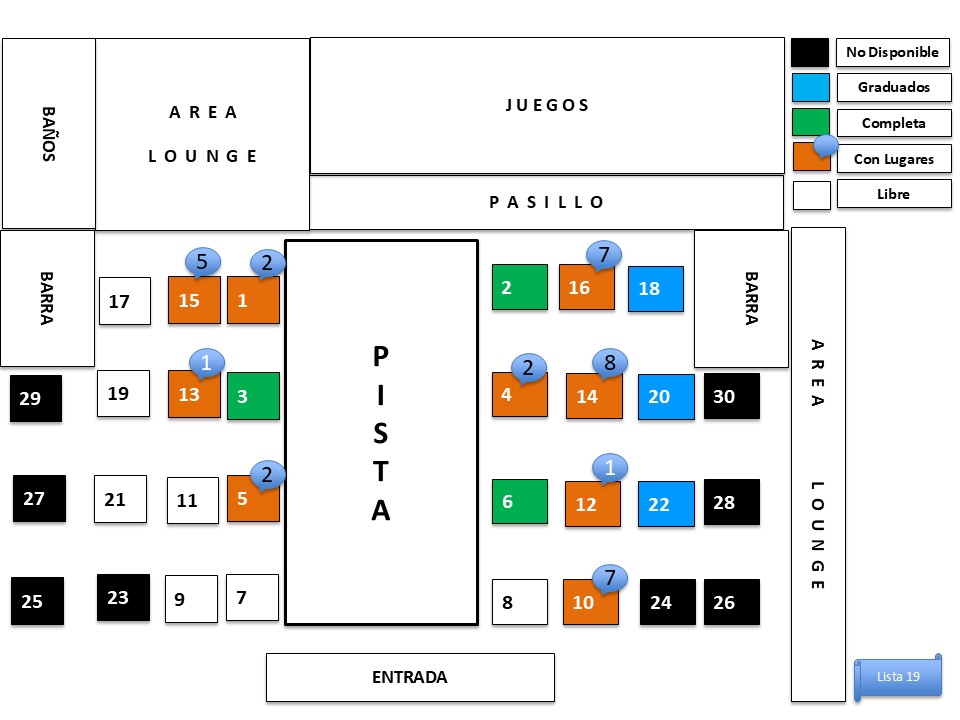 No Disponible
Graduados
Completa
Con Lugares
Libre
BAÑOS
AREA
LOUNGE
JUEGOS
PASILLO
BARRA
BARRA
5
2
7
17
15
1
2
16
18
1
2
8
29
19
13
3
4
14
20
30
2
1
27
21
11
5
6
12
22
28
7
25
23
9
7
8
10
24
26
PISTA
AREA LOUNGE
ENTRADA
Lista 19